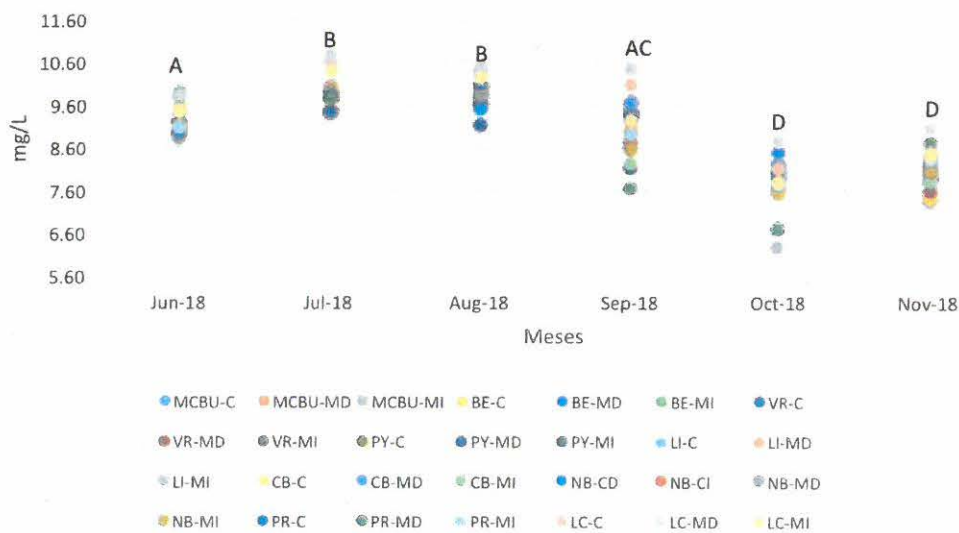 11.60
10.60
9.60
8.60
7.60
6.60
5.60
mg/L
A
B
B
AC
D
D
Jun-18
Jul-18
Aug-18
Sep-18
Oct-18
Nov-18
Meses
MCBU-C MCBU-MD MCBU-MI BE-C BE-MD BE-MI VR-C
VR-MD VR-MI PY-C PY-MD PY-MI LI-C LI-MD
LI-MI CB-C CB-MD CB-MI NB-CD NB-CI NB-MD
NB-MI PR-C PR-MD PR-MI LC-C LC-MD LC-MI